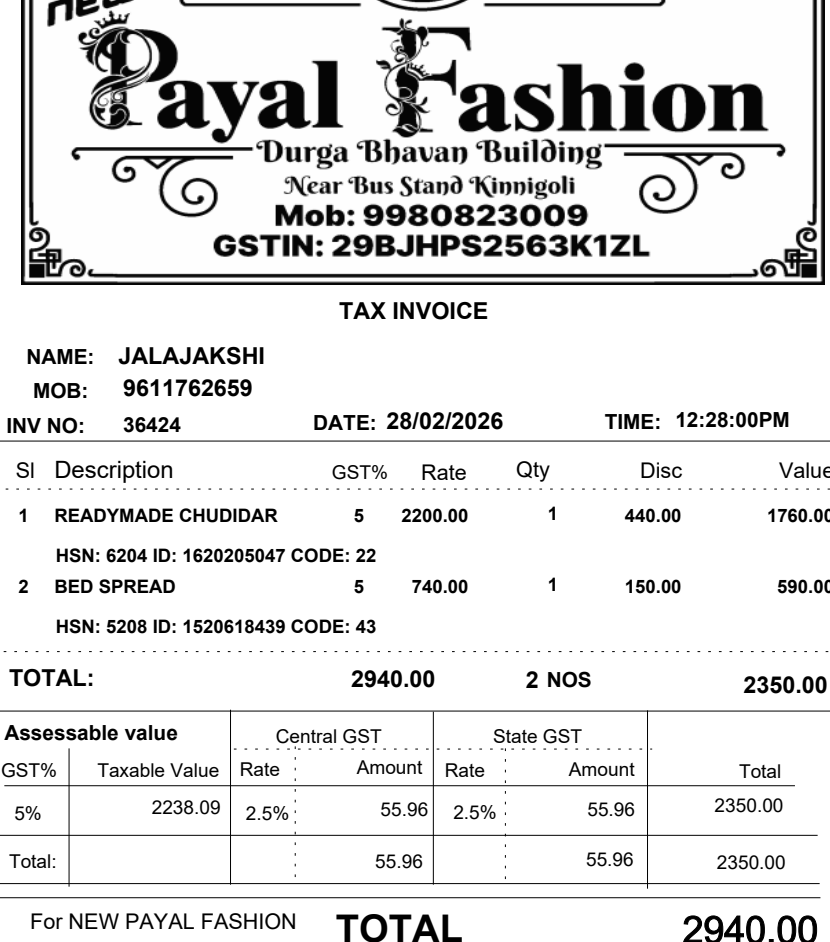 new
Payal Fashion
Durga Bhavan Building
Near Bus Stand Kinnigoli
Mob: 9980823009
GSTIN: 29BJHPS2563K1ZL
TAX INVOICE
NAME: JALAJAKSHI
MOB: 9611762659
INV NO: 36424 DATE: 28/02/2026 TIME: 12:28:00PM
Sl Description GST% Rate Qty Disc Value
1 READYMADE CHUDIDAR 5 2200.00 1 440.00 1760.00
HSN: 6204 ID: 1620205047 CODE: 22
2 BED SPREAD 5 740.00 1 150.00 590.00
HSN: 5208 ID: 1520618439 CODE: 43
TOTAL: 2940.00 2 NOS 2350.00
Assessable value Central GST State GST
GST% Taxable Value Rate Amount Rate Amount Total
5% 2238.09 2.5% 55.96 2.5% 55.96 2350.00
Total: 55.96 55.96 2350.00
For NEW PAYAL FASHION TOTAL 2940.00